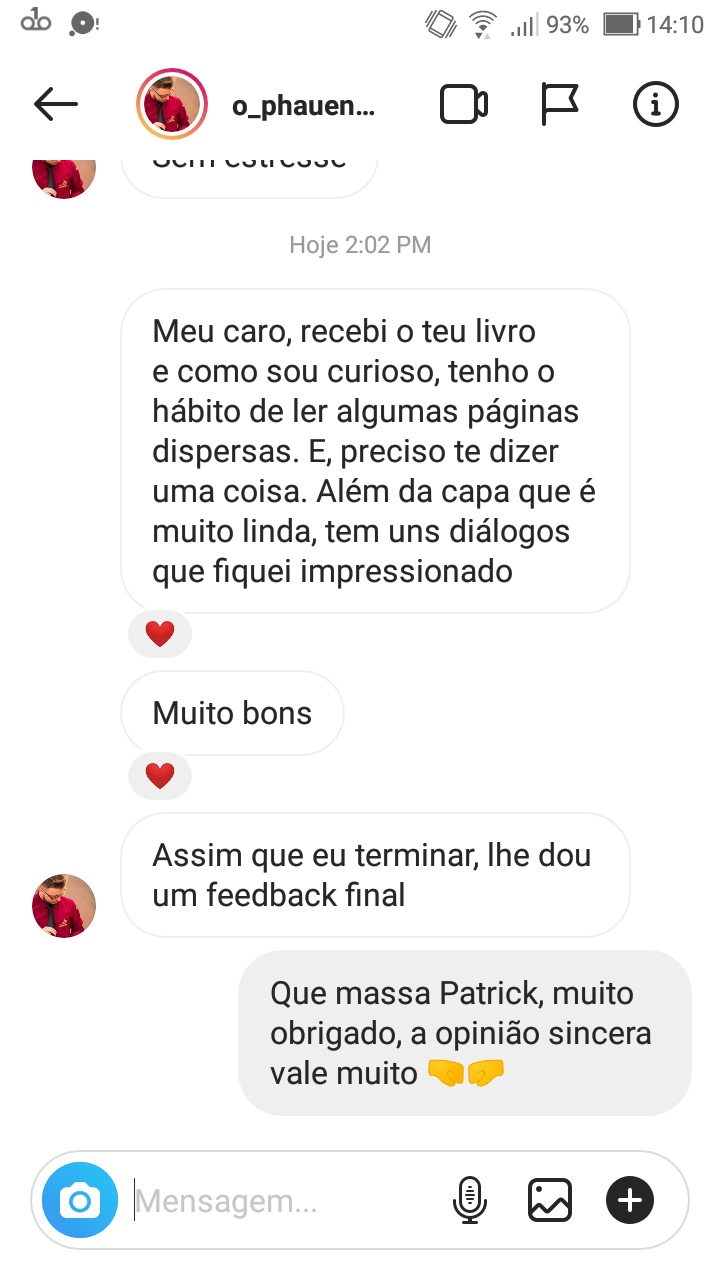 93% 14:10
o_phauen...
Sem estresse
Hoje 2:02 PM
Meu caro, recebi o teu livro
e como sou curioso, tenho o
hábito de ler algumas páginas
dispersas. E, preciso te dizer
uma coisa. Além da capa que é
muito linda, tem uns diálogos
que fiquei impressionado
Muito bons
Assim que eu terminar, lhe dou
um feedback final
Que massa Patrick, muito
obrigado, a opinião sincera
vale muito 🤜🤛
Mensagem...